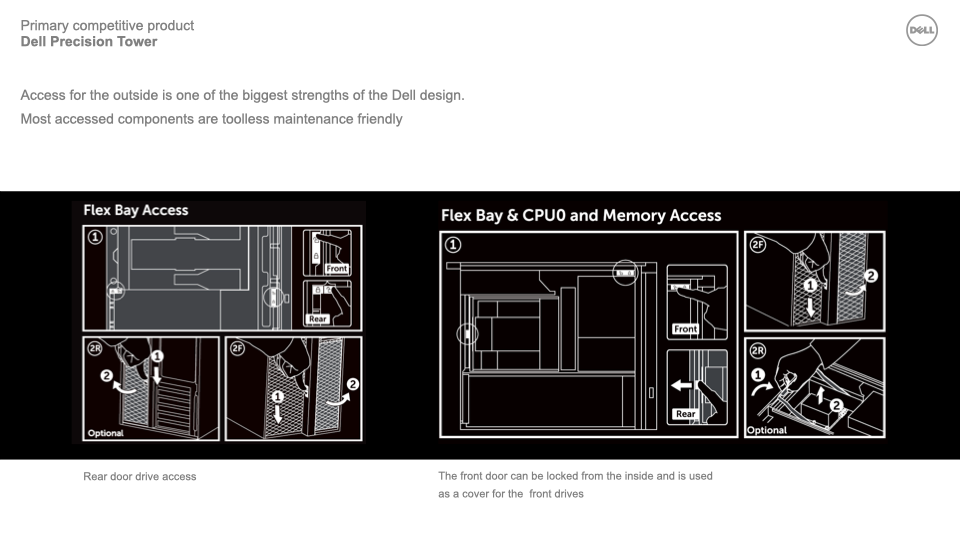 Primary competitive product
Dell Precision Tower
DELL
Access for the outside is one of the biggest strengths of the Dell design.
Most accessed components are toolless maintenance friendly
Flex Bay Access
1
Front
Rear
2R
1
2
Optional
2F
1
2
Flex Bay & CPU0 and Memory Access
1
Front
Rear
2F
1
2
2R
1
2
Optional
Rear door drive access
The front door can be locked from the inside and is used
as a cover for the front drives